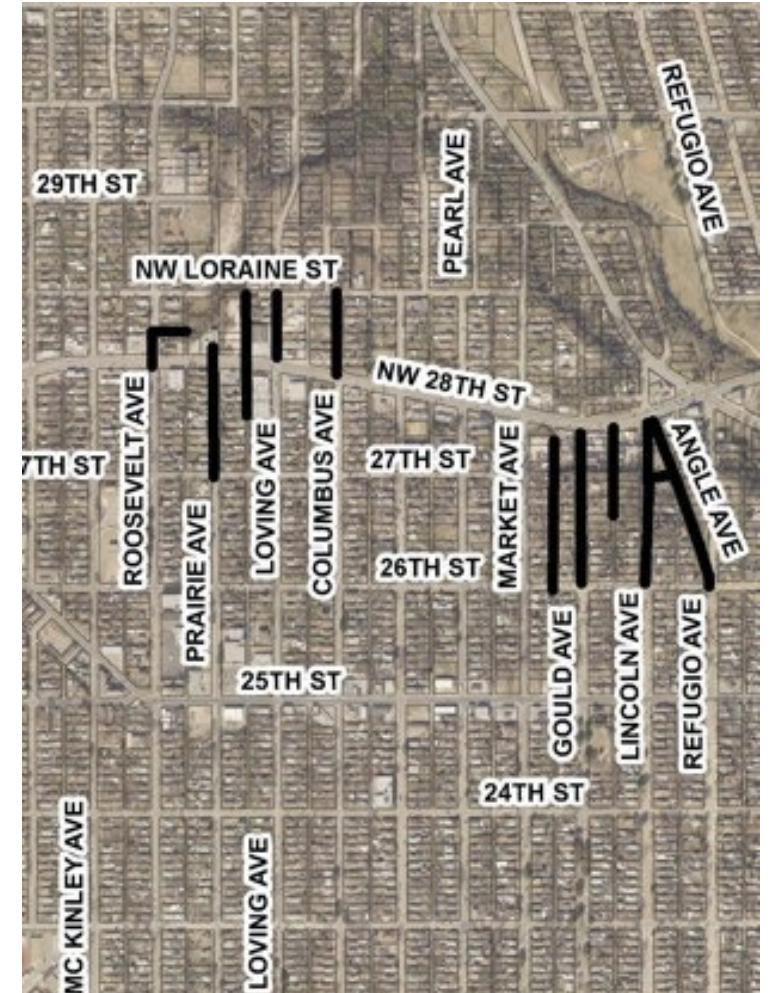 REFUGIO AVE
PEARL AVE
29TH ST
NW LORAINE ST
NW 28TH ST
ROOSEVELT AVE
LOVING AVE
COLUMBUS AVE
27TH ST
MARKET AVE
ANGLE AVE
7TH ST
PRAIRIE AVE
26TH ST
GOULD AVE
LINCOLN AVE
REFUGIO AVE
25TH ST
24TH ST
MC KINLEY AVE
LOVING AVE